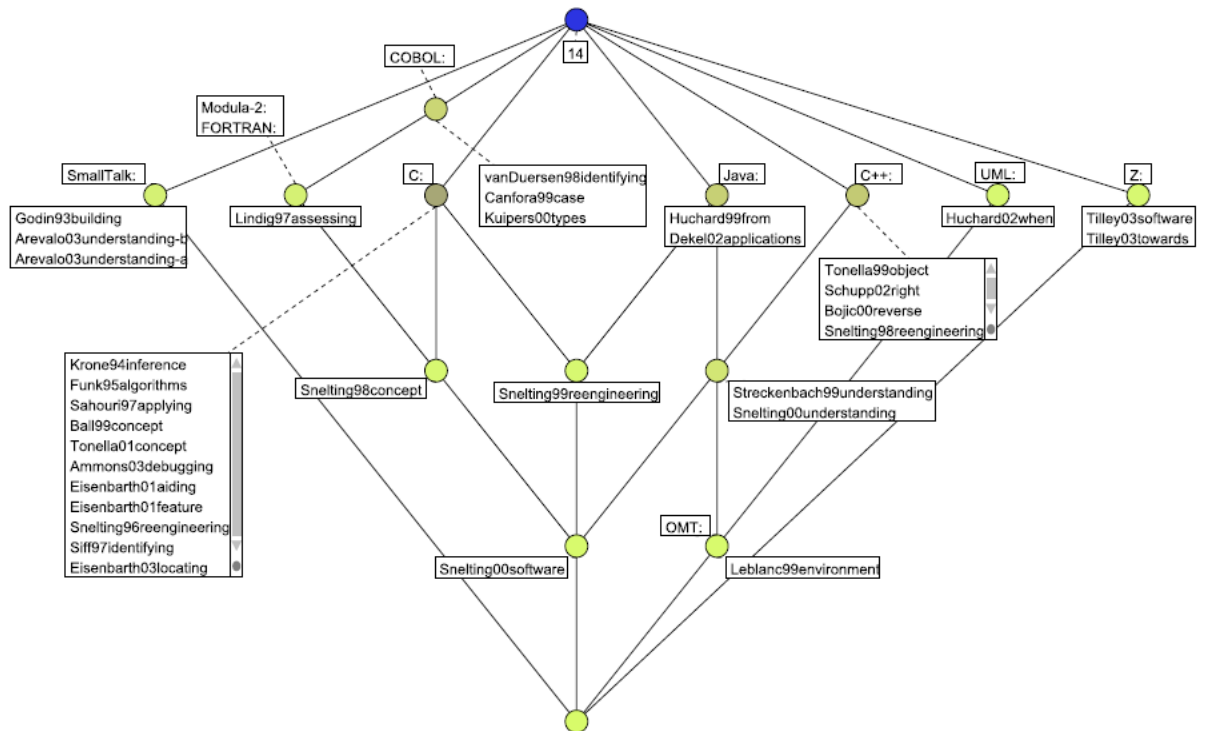 14
COBOL:
Modula-2:
FORTRAN:
SmallTalk:
C:
vanDuersen98identifying
Canfora99case
Kuipers00types
Java:
C++:
UML:
Z:
Godin93building
Arevalo03understanding-b
Arevalo03understanding-a
Lindig97assessing
Huchard99from
Dekel02applications
Huchard02when
Tilley03software
Tilley03towards
Tonella99object
Schupp02right
Bojic00reverse
Snelting98reengineering
Krone94inference
Funk95algorithms
Sahouri97applying
Ball99concept
Tonella01concept
Ammons03debugging
Eisenbarth01aiding
Eisenbarth01feature
Snelting96reengineering
Siff97identifying
Eisenbarth03locating
Snelting98concept
Snelting99reengineering
Streckenbach99understanding
Snelting00understanding
OMT:
Snelting00software
Leblanc99environment